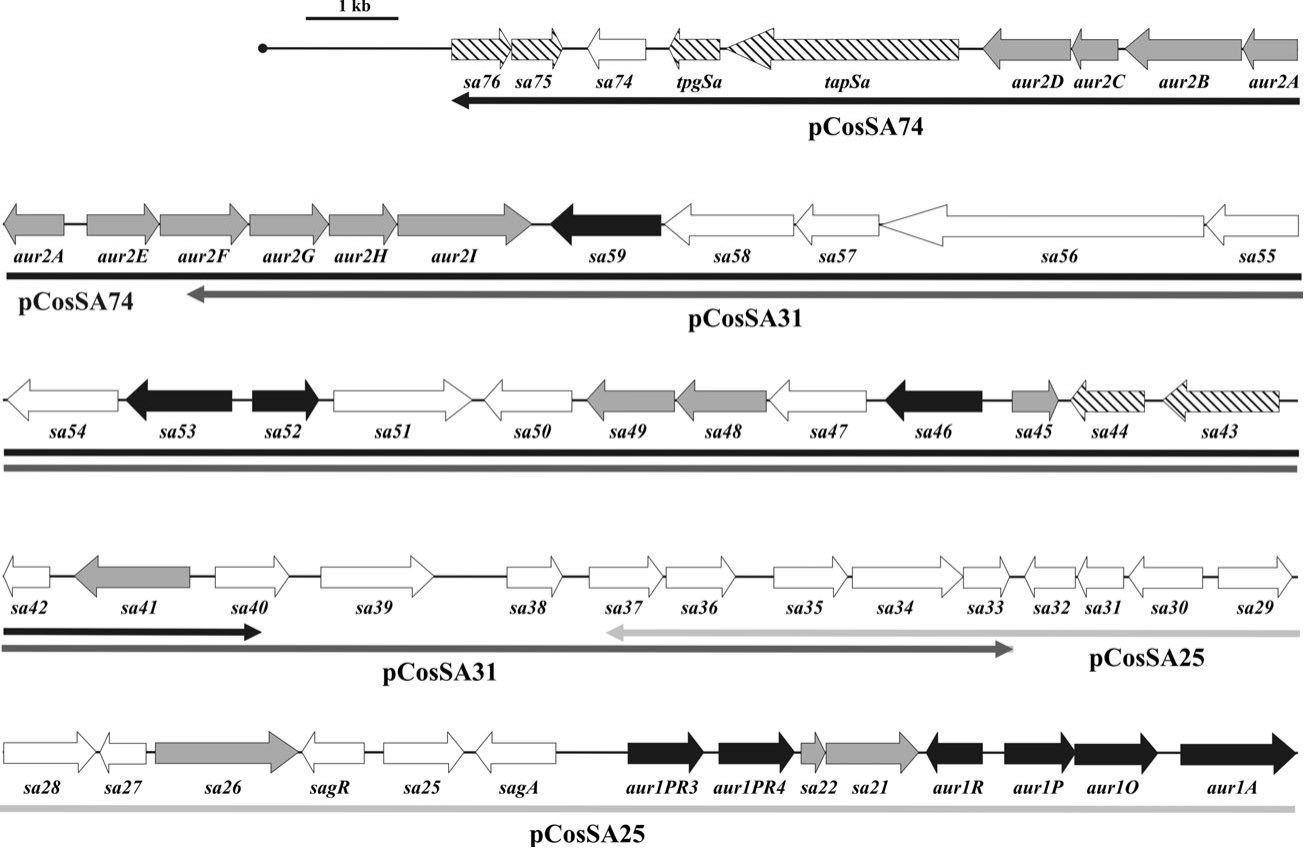 1 kb
sa76 sa75 sa74 tpgSa tapSa aur2D aur2C aur2B aur2A
pCosSA74
aur2A aur2E aur2F aur2G aur2H aur2I sa59 sa58 sa57 sa56 sa55
pCosSA74
pCosSA31
sa54 sa53 sa52 sa51 sa50 sa49 sa48 sa47 sa46 sa45 sa44 sa43
sa42 sa41 sa40 sa39 sa38 sa37 sa36 sa35 sa34 sa33 sa32 sa31 sa30 sa29
pCosSA31 pCosSA25
sa28 sa27 sa26 sagR sa25 sagA aur1PR3 aur1PR4 sa22 sa21 aur1R aur1P aur1O aur1A
pCosSA25